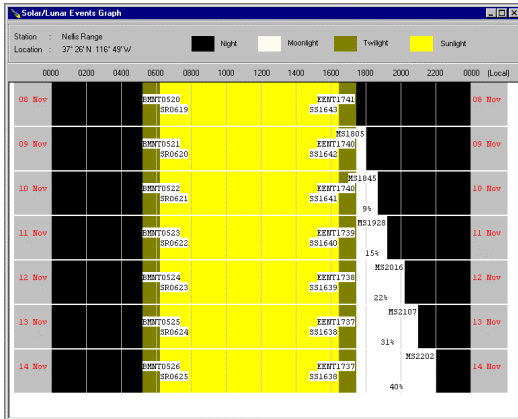 Solar/Lunar Events Graph
Station : Nellis Range
Location : 37° 26' N 116° 49' W
Night Moonlight Twilight Sunlight
0000 0200 0400 0600 0800 1000 1200 1400 1600 1800 2000 2200 0000 (Local)
08 Nov BMNT0520 EENT1741 08 Nov
SR0619 SS1643
MS1805
09 Nov BMNT0521 EENT1740 09 Nov
SR0620 SS1642
MS1845
10 Nov BMNT0522 EENT1740 10 Nov
SR0621 SS1641
9%
MS1928
11 Nov BMNT0523 EENT1739 11 Nov
SR0622 SS1640
15%
MS2016
12 Nov BMNT0524 EENT1738 12 Nov
SR0623 SS1639
22%
MS2107
13 Nov BMNT0525 EENT1737 13 Nov
SR0624 SS1638
31%
MS2202
14 Nov BMNT0526 EENT1737 14 Nov
SR0625 SS1638
40%